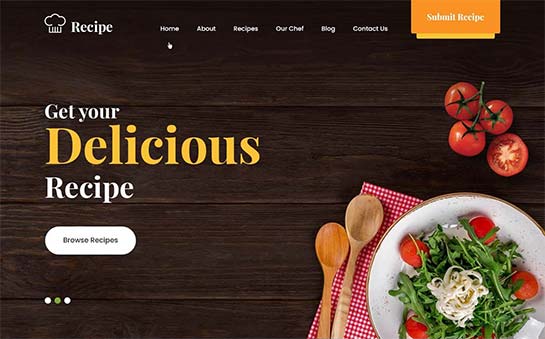 Recipe
Home About Recipes Our Chef Blog Contact Us
Submit Recipe
Get your
Delicious
Recipe
Browse Recipes